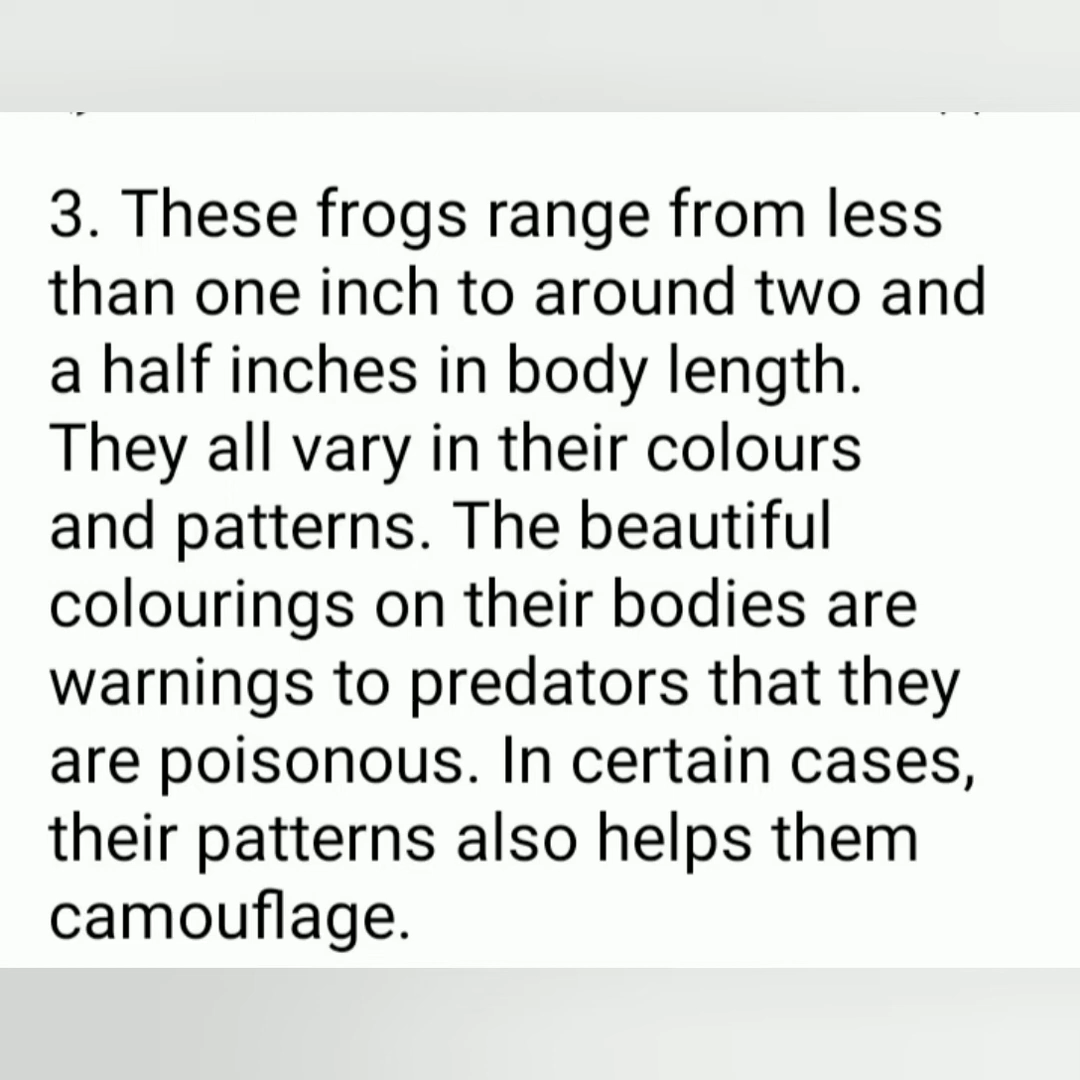 3. These frogs range from less
than one inch to around two and
a half inches in body length.
They all vary in their colours
and patterns. The beautiful
colourings on their bodies are
warnings to predators that they
are poisonous. In certain cases,
their patterns also helps them
camouflage.